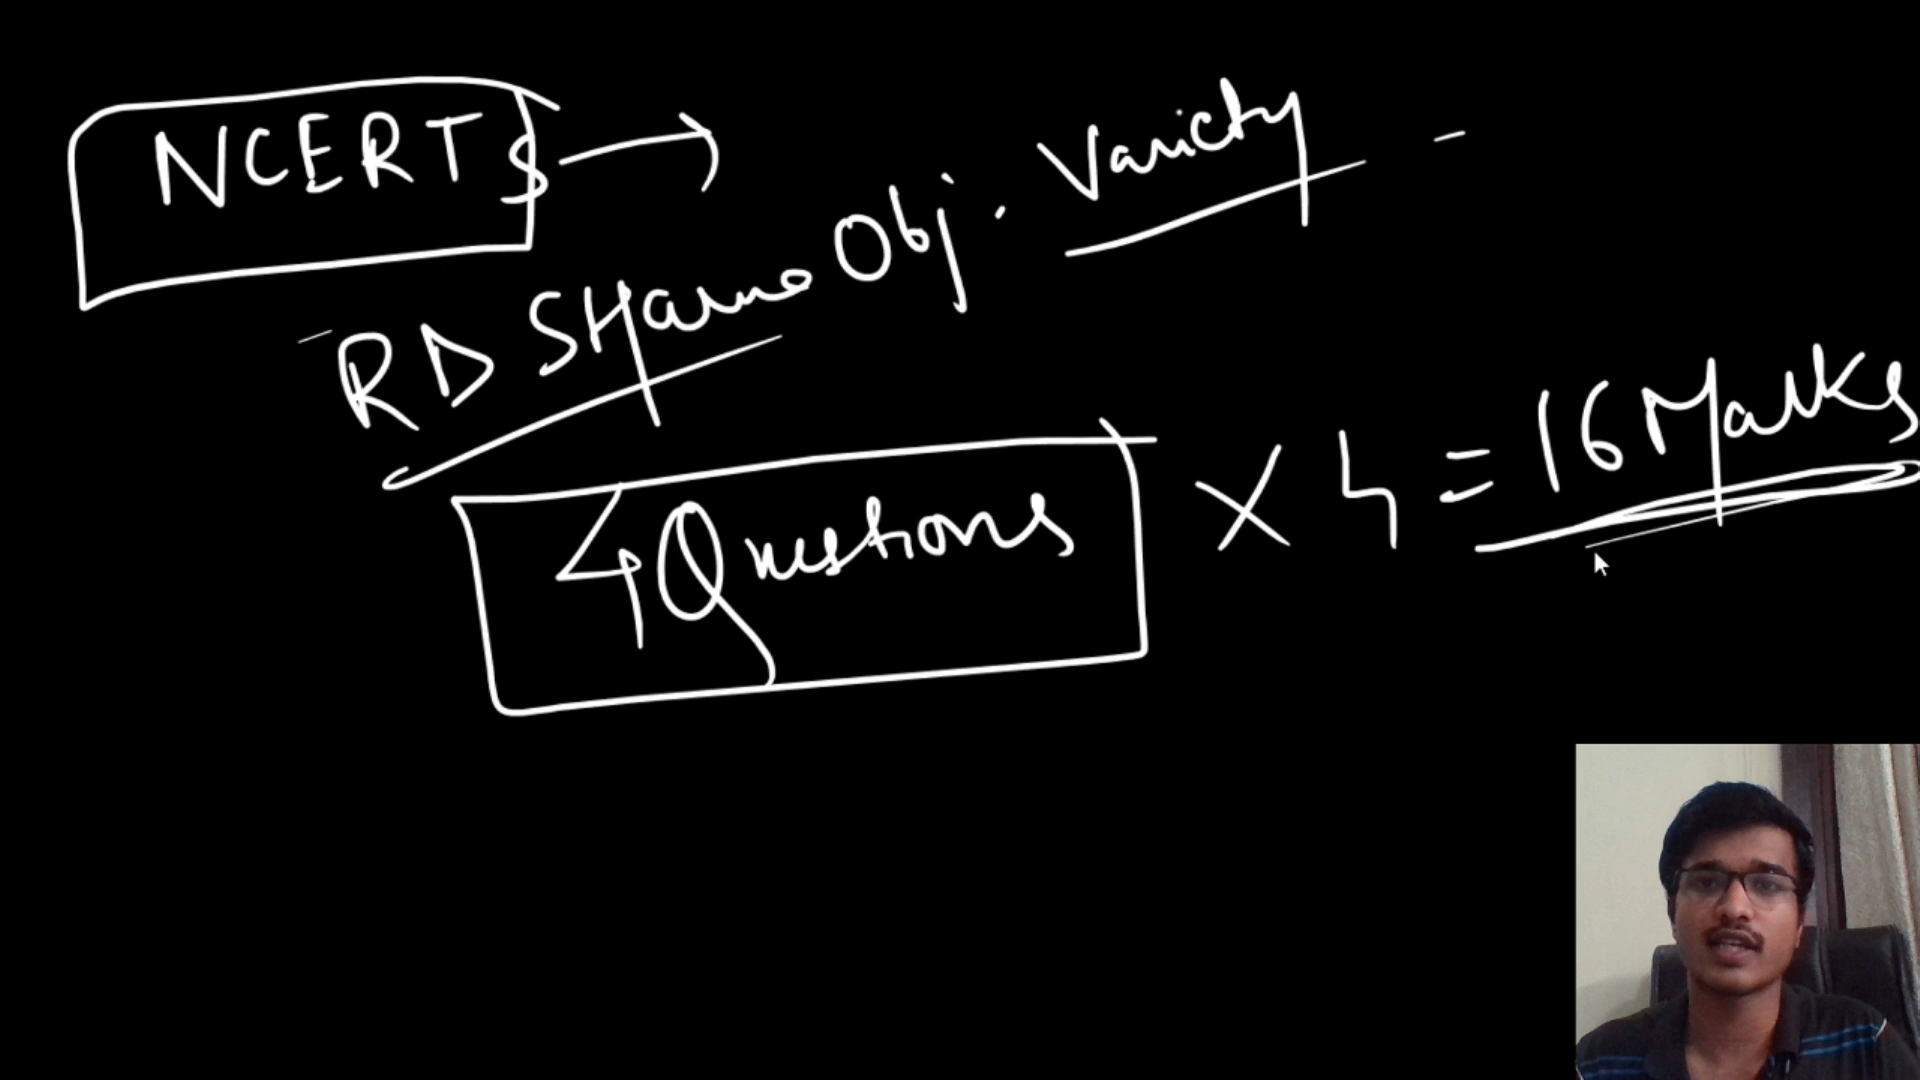 NCERTs →
RD SHarma Obj. Variety -
4Questions × 4 = 16 Marks